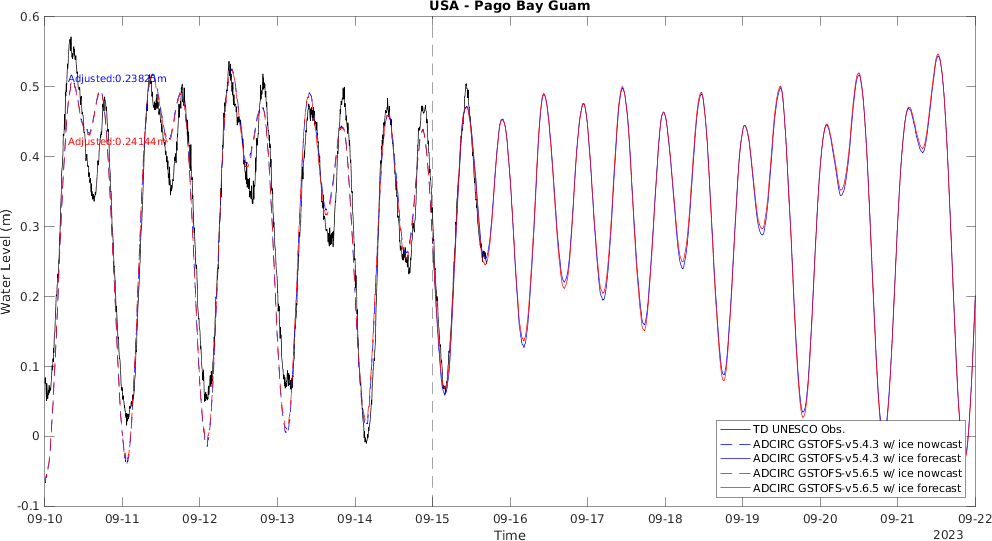 USA - Pago Bay Guam
0.6
0.5
0.4
0.3
0.2
0.1
0
-0.1
Water Level (m)
Adjusted:0.23825m
Adjusted:0.24144m
TD UNESCO Obs.
ADCIRC GSTOFS-v5.4.3 w/ ice nowcast
ADCIRC GSTOFS-v5.4.3 w/ ice forecast
ADCIRC GSTOFS-v5.6.5 w/ ice nowcast
ADCIRC GSTOFS-v5.6.5 w/ ice forecast
09-10 09-11 09-12 09-13 09-14 09-15 09-16 09-17 09-18 09-19 09-20 09-21 09-22
Time
2023